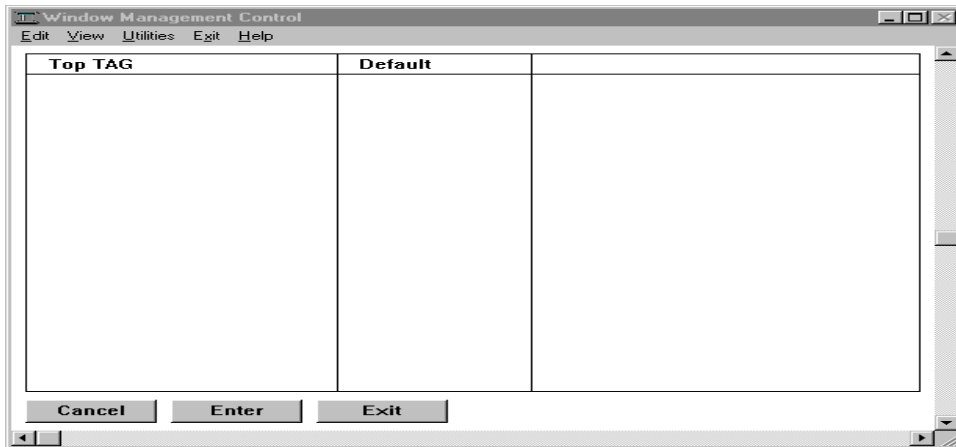 Window Management Control
Edit View Utilities Exit Help
Top TAG Default
Cancel Enter Exit